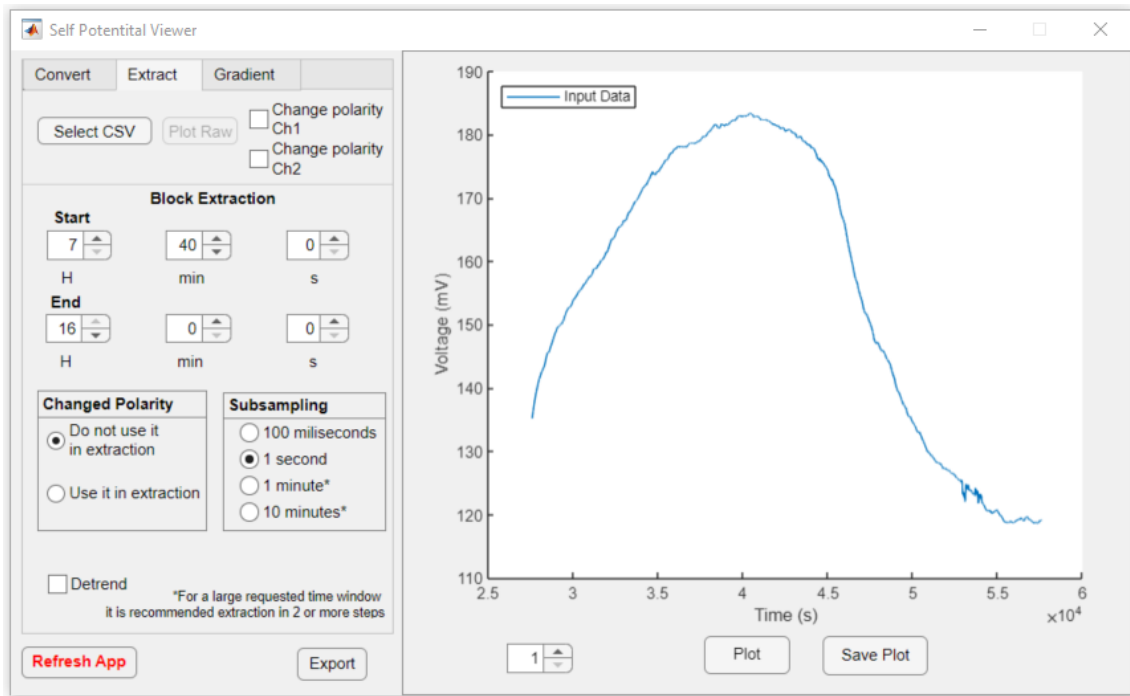 Self Potentital Viewer
Convert
Extract
Gradient
Select CSV
Plot Raw
Change polarity
Ch1
Change polarity
Ch2
Block Extraction
Start
7
40
0
H
min
s
End
16
0
0
H
min
s
Changed Polarity
Do not use it
in extraction
Use it in extraction
Subsampling
100 miliseconds
1 second
1 minute*
10 minutes*
Detrend
*For a large requested time window
it is recommended extraction in 2 or more steps
Refresh App
Export
Input Data
Voltage (mV)
190
180
170
160
150
140
130
120
110
2.5
3
3.5
4
4.5
5
5.5
6
Time (s)
×10⁴
1
Plot
Save Plot